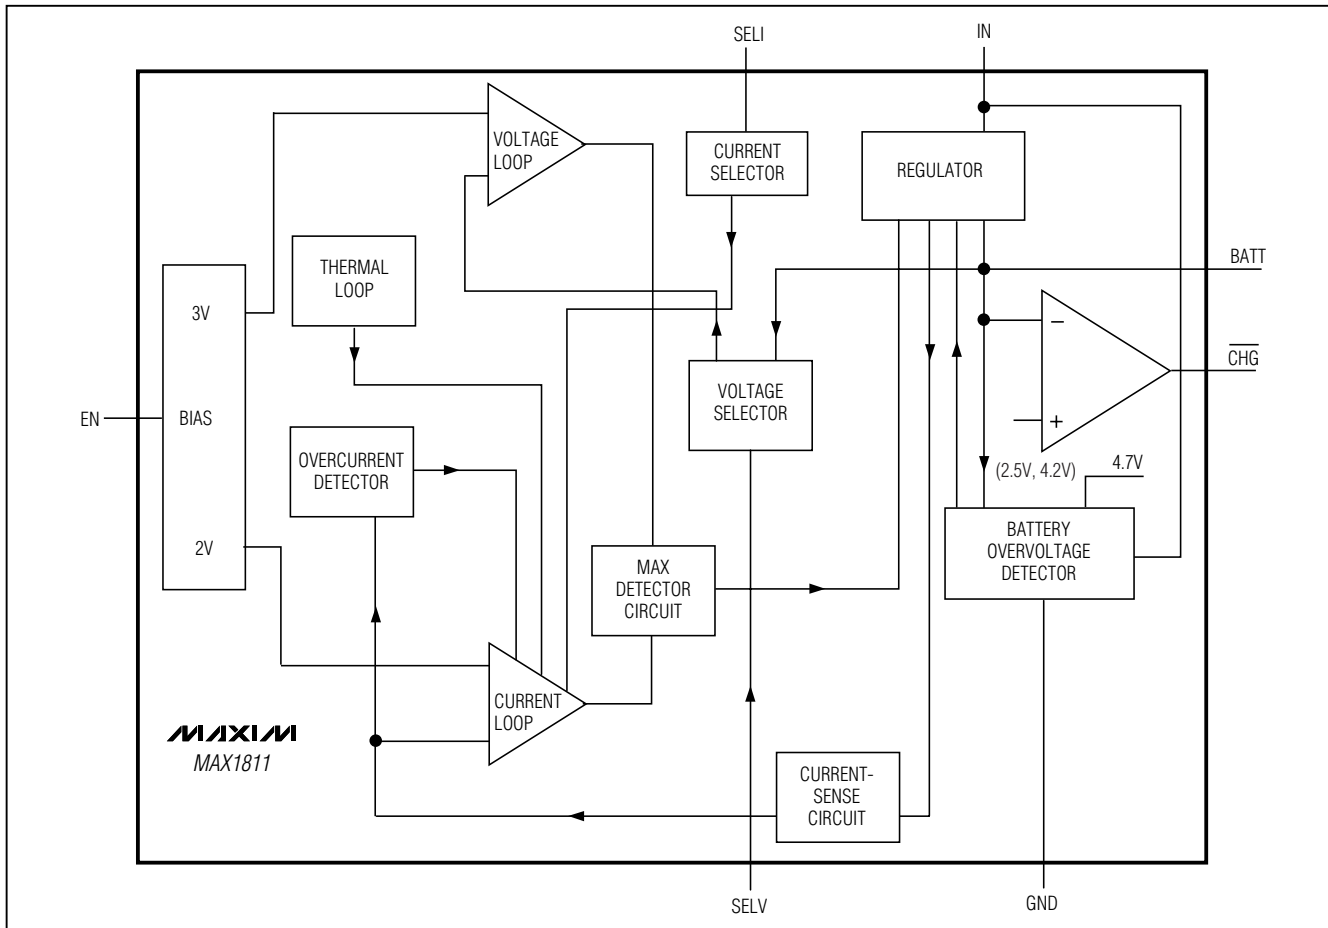 SELI
IN
VOLTAGE
LOOP
CURRENT
SELECTOR
REGULATOR
THERMAL
LOOP
BATT
3V
CHG
EN
BIAS
VOLTAGE
SELECTOR
OVERCURRENT
DETECTOR
(2.5V, 4.2V)
4.7V
−
+
2V
BATTERY
OVERVOLTAGE
DETECTOR
MAX
DETECTOR
CIRCUIT
CURRENT
LOOP
MAXIM
MAX1811
CURRENT-
SENSE
CIRCUIT
SELV
GND